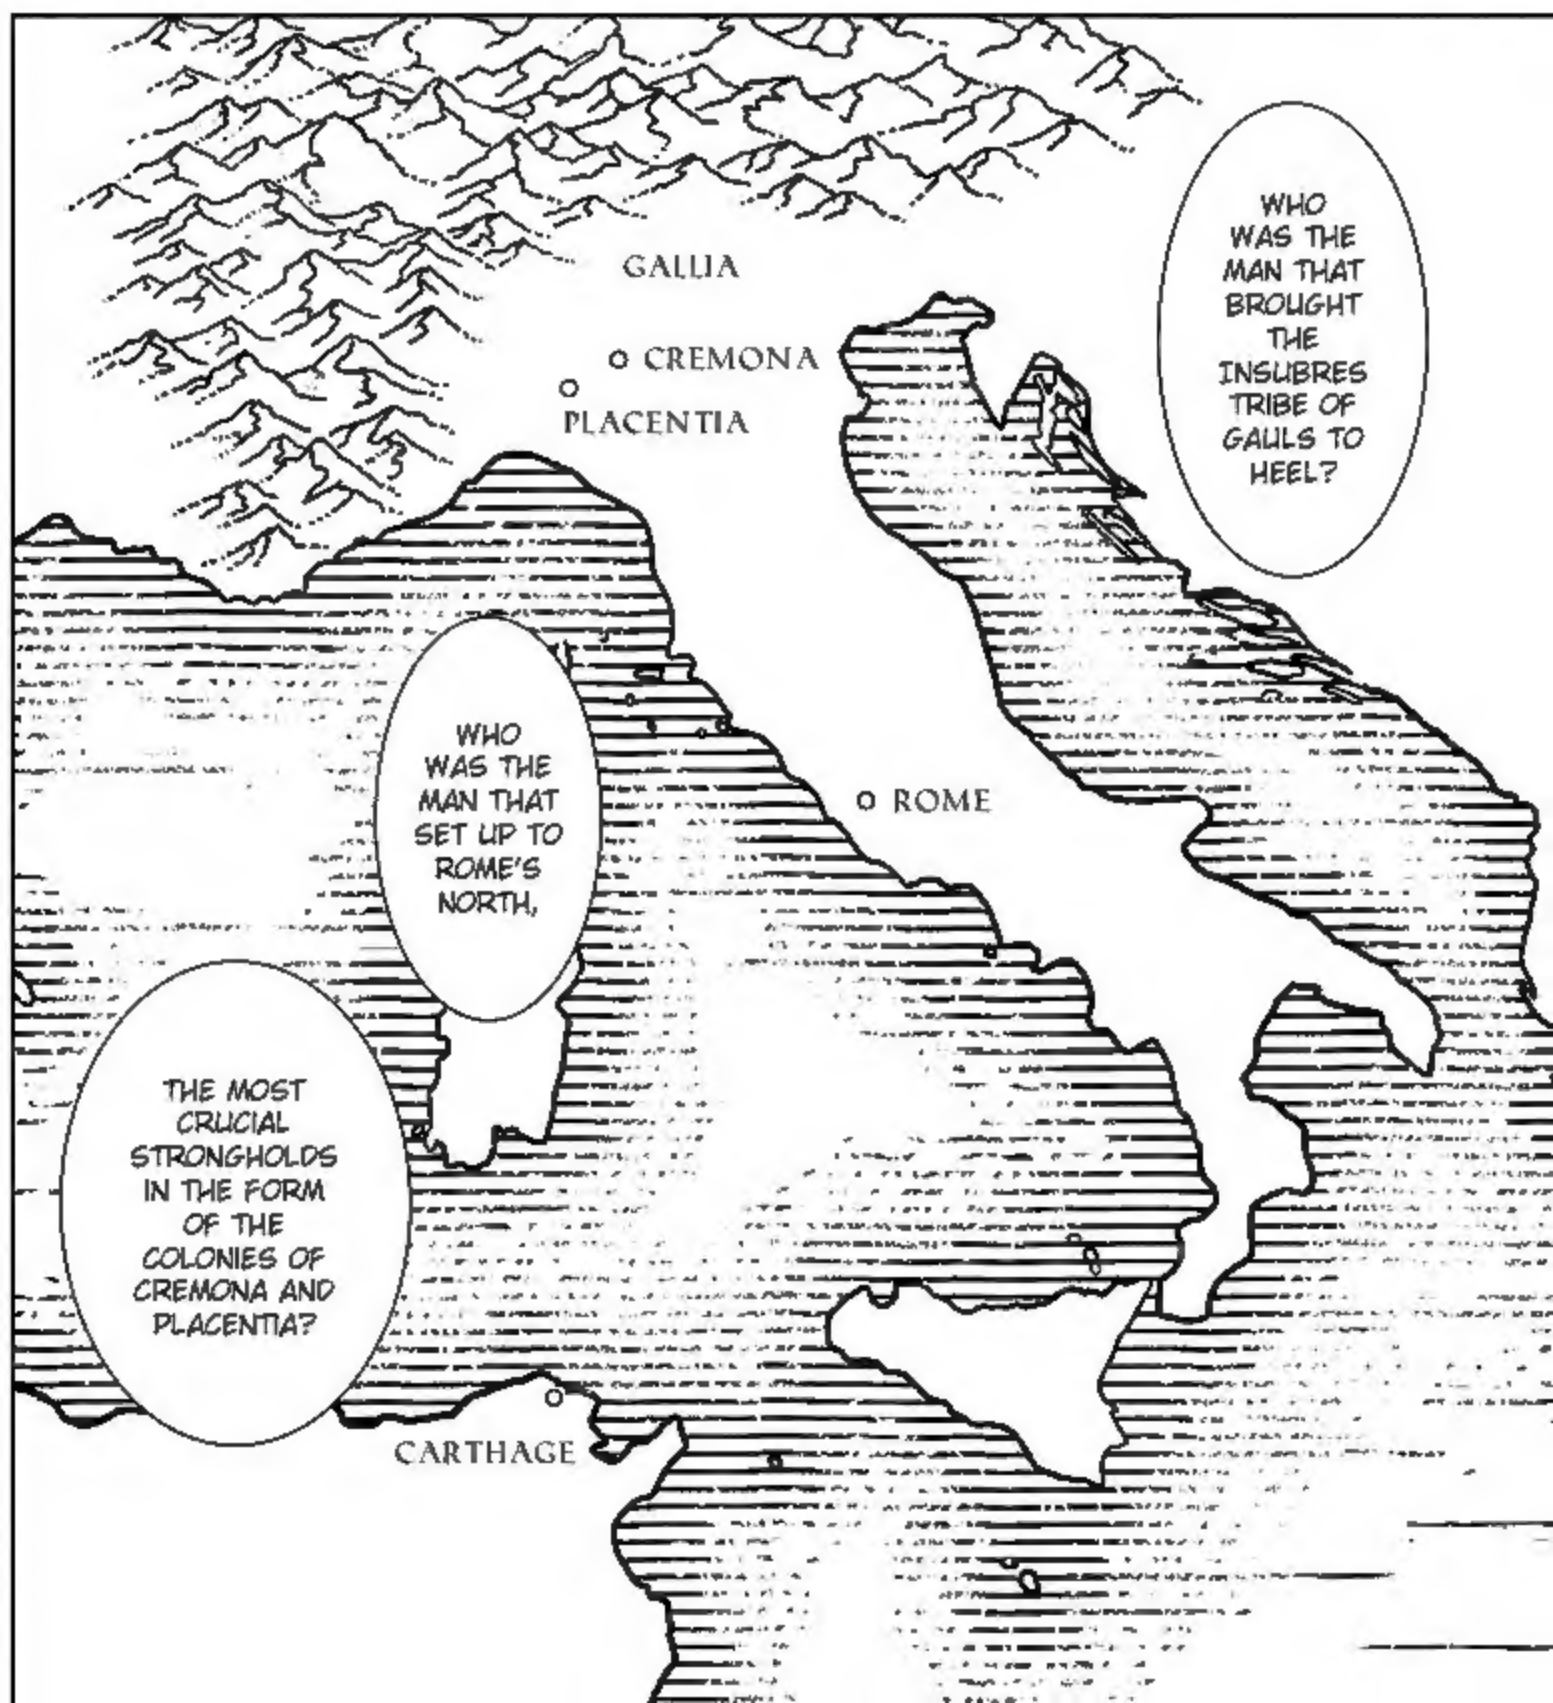 WHO
WAS THE
MAN THAT
BROUGHT
THE
INSUBRES
TRIBE OF
GAULS TO
HEEL?
GALLIA
CREMONA
PLACENTIA
WHO
WAS THE
MAN THAT
SET UP TO
ROME'S
NORTH,
ROME
THE MOST
CRUCIAL
STRONGHOLDS
IN THE FORM
OF THE
COLONIES OF
CREMONA AND
PLACENTIA?
CARTHAGE